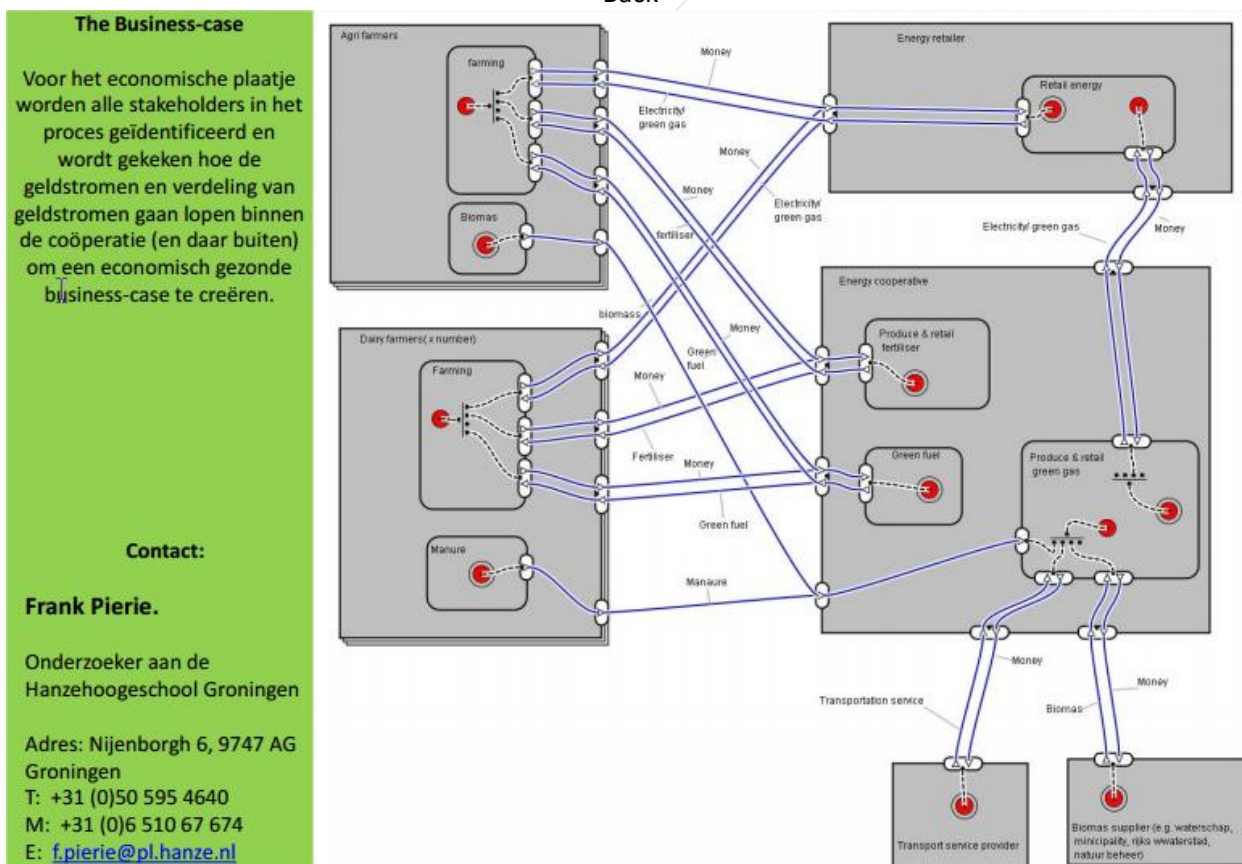 Back
The Business-case
Voor het economische plaatje
worden alle stakeholders in het
proces geïdentificeerd en
wordt gekeken hoe de
geldstromen en verdeling van
geldstromen gaan lopen binnen
de coöperatie (en daar buiten)
om een economisch gezonde
business-case te creëren.
Contact:
Frank Pierie.
Onderzoeker aan de
Hanzehoogeschool Groningen
Adres: Nijenborgh 6, 9747 AG
Groningen
T: +31 (0)50 595 4640
M: +31 (0)6 510 67 674
E: f.pierie@pl.hanze.nl
Agri farmers
farming
Biomas
Money
Electricity/
green gas
Money
Money
fertiliser
Electricity/
green gas
Energy retailer
Retail energy
Electricity/ green gas
Money
Dairy farmers( x number)
Farming
Manure
biomass
Money
Green
fuel
Money
Fertiliser
Money
Green fuel
Manaure
Energy cooperative
Produce & retail
fertiliser
Green fuel
Produce & retail
green gas
Money
Transportation service
Money
Biomas
Transport service provider
Biomas supplier (e.g. waterschap,
minicipality, rijks wwaterstad,
natuur beheer)